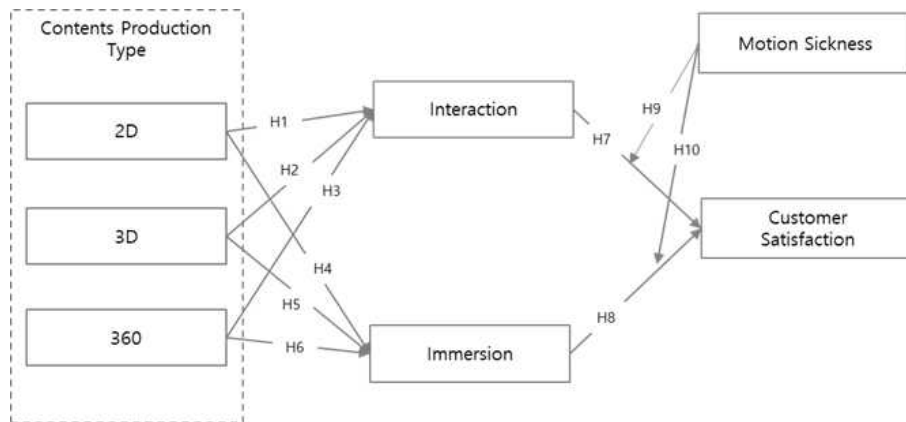 Contents Production
Type
2D
3D
360
H1
H2
H3
H4
H5
H6
Interaction
Immersion
H7
H8
H9
H10
Motion Sickness
Customer
Satisfaction